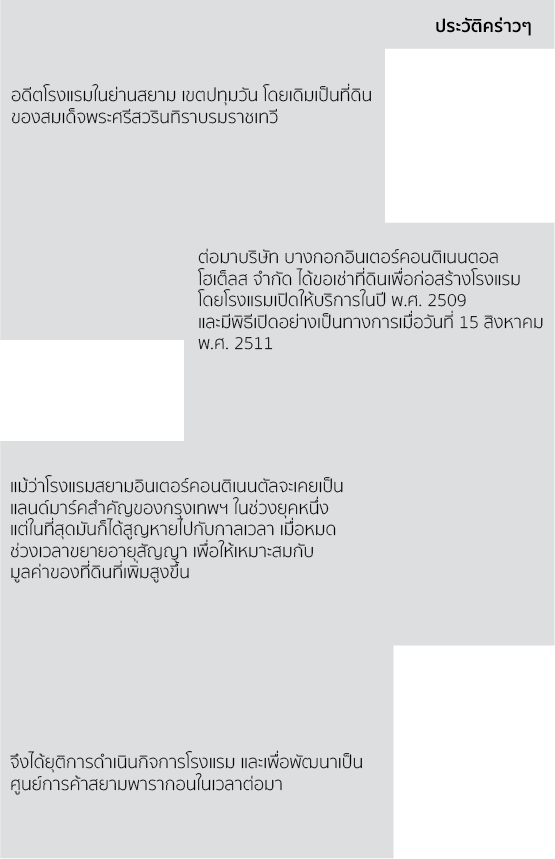 ประวัติคร่าวๆ
อดีตโรงแรมในย่านสยาม เขตปทุมวัน โดยเดิมเป็นที่ดิน
ของสมเด็จพระศรีสวรินทิราบรมราชเทวี
ต่อมาบริษัท บางกอกอินเตอร์คอนติเนนตอล
โฮเต็ลส จำกัด ได้ขอเช่าที่ดินเพื่อก่อสร้างโรงแรม
โดยโรงแรมเปิดให้บริการในปี พ.ศ. 2509
และมีพิธีเปิดอย่างเป็นทางการเมื่อวันที่ 15 สิงหาคม
พ.ศ. 2511
แม้ว่าโรงแรมสยามอินเตอร์คอนติเนนตัลจะเคยเป็น
แลนด์มาร์คสำคัญของกรุงเทพฯ ในช่วงยุคหนึ่ง
แต่ในที่สุดมันก็ได้สูญหายไปกับกาลเวลา เมื่อหมด
ช่วงเวลาขยายอายุสัญญา เพื่อให้เหมาะสมกับ
มูลค่าของที่ดินที่เพิ่มสูงขึ้น
จึงได้ยุติการดำเนินกิจการโรงแรม และเพื่อพัฒนาเป็น
ศูนย์การค้าสยามพารากอนในเวลาต่อมา